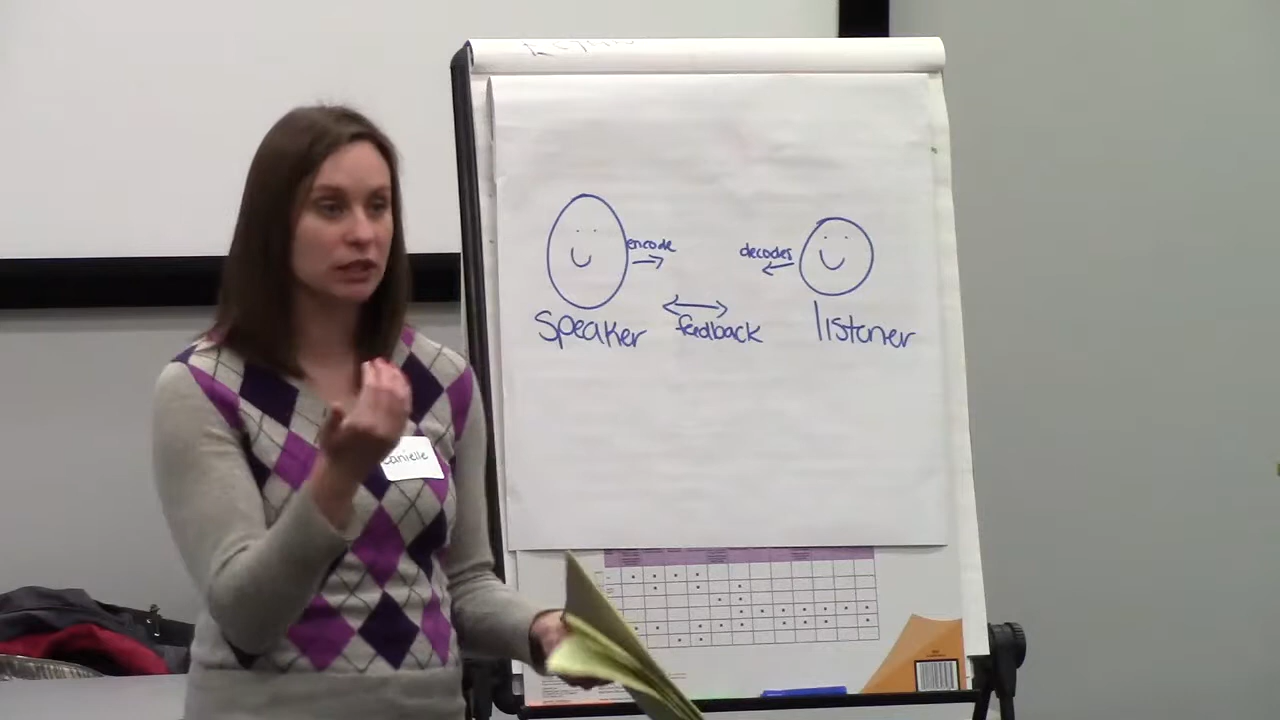 encode
decodes
speaker
feedback
listener
Danielle